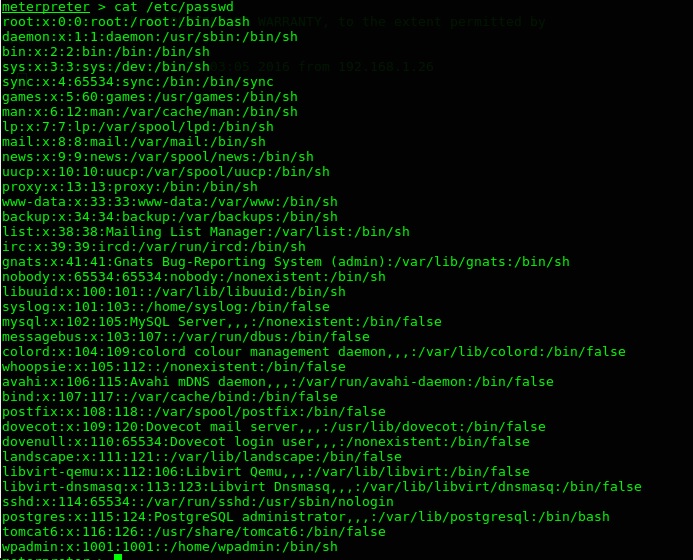 meterpreter > cat /etc/passwd
root:x:0:0:root:/root:/bin/bash
WARRANTY, to the extent permitted by
daemon:x:1:1:daemon:/usr/sbin:/bin/sh
bin:x:2:2:bin:/bin:/bin/sh
sys:x:3:3:sys:/dev:/bin/sh
2016 from 192.168.1.26
sync:x:4:65534:sync:/bin:/bin/sync
games:x:5:60:games:/usr/games:/bin/sh
man:x:6:12:man:/var/cache/man:/bin/sh
lp:x:7:7:lp:/var/spool/lpd:/bin/sh
mail:x:8:8:mail:/var/mail:/bin/sh
news:x:9:9:news:/var/spool/news:/bin/sh
uucp:x:10:10:uucp:/var/spool/uucp:/bin/sh
proxy:x:13:13:proxy:/bin:/bin/sh
www-data:x:33:33:www-data:/var/www:/bin/sh
backup:x:34:34:backup:/var/backups:/bin/sh
list:x:38:38:Mailing List Manager:/var/list:/bin/sh
irc:x:39:39:ircd:/var/run/ircd:/bin/sh
gnats:x:41:41:Gnats Bug-Reporting System (admin):/var/lib/gnats:/bin/sh
nobody:x:65534:65534:nobody:/nonexistent:/bin/sh
libuuid:x:100:101::/var/lib/libuuid:/bin/sh
syslog:x:101:103::/home/syslog:/bin/false
mysql:x:102:105:MySQL Server,,,:/nonexistent:/bin/false
messagebus:x:103:107::/var/run/dbus:/bin/false
colord:x:104:109:colord colour management daemon,,,:/var/lib/colord:/bin/false
whoopsie:x:105:112::/nonexistent:/bin/false
avahi:x:106:115:Avahi mDNS daemon,,,:/var/run/avahi-daemon:/bin/false
bind:x:107:117::/var/cache/bind:/bin/false
postfix:x:108:118::/var/spool/postfix:/bin/false
dovecot:x:109:120:Dovecot mail server,,,:/usr/lib/dovecot:/bin/false
dovenull:x:110:65534:Dovecot login user,,,:/nonexistent:/bin/false
landscape:x:111:121::/var/lib/landscape:/bin/false
libvirt-qemu:x:112:106:Libvirt Qemu,,,:/var/lib/libvirt:/bin/false
libvirt-dnsmasq:x:113:123:Libvirt Dnsmasq,,,:/var/lib/libvirt/dnsmasq:/bin/false
sshd:x:114:65534::/var/run/sshd:/usr/sbin/nologin
postgres:x:115:124:PostgreSQL administrator,,,:/var/lib/postgresql:/bin/bash
tomcat6:x:116:126::/usr/share/tomcat6:/bin/false
wpadmin:x:1001:1001::/home/wpadmin:/bin/sh
meterpreter >